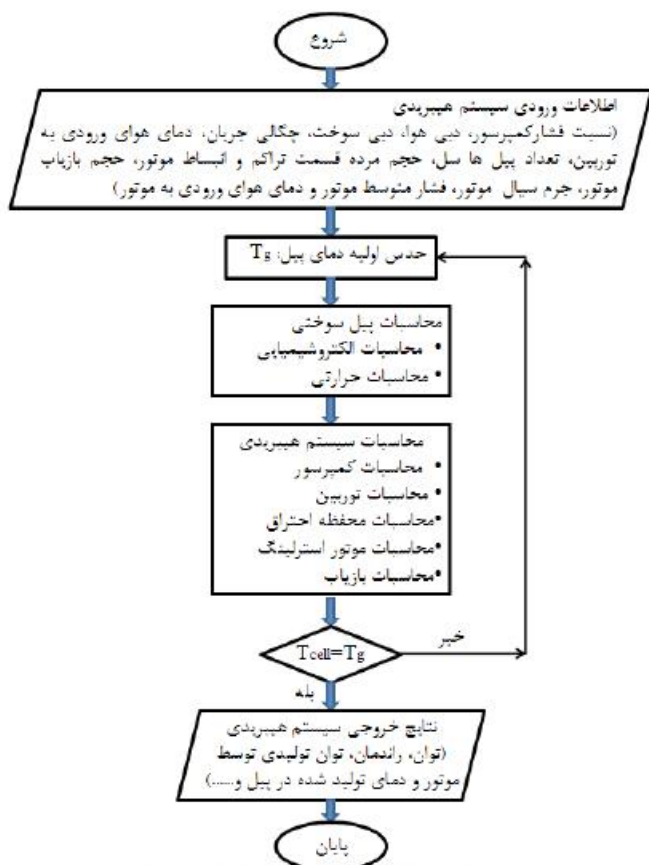 شروع
اطلاعات ورودی سیستم هیبریدی
(نسبت فشارکمپرسور، دبی هوا، دبی سوخت، چگالی جریان، دمای هوای ورودی به
توربین، تعداد پیل ها سل، حجم مرده قسمت تراکم و انبساط موتور، حجم بازیاب
موتور، جرم سیال موتور، فشار متوسط موتور و دمای هوای ورودی به موتور)
حدس اولیه دمای پیل: Tg
محاسبات پیل سوختی
• محاسبات الکتروشیمیایی
• محاسبات حرارتی
محاسبات سیستم هیبریدی
• محاسبات کمپرسور
• محاسبات توربین
• محاسبات محفظه احتراق
• محاسبات موتور استرلینگ
• محاسبات بازیاب
Tcell=Tg
خیر
بله
نتایج خروجی سیستم هیبریدی
(توان، راندمان، توان تولیدی توسط
موتور و دمای تولید شده در پیل و.....)
پایان